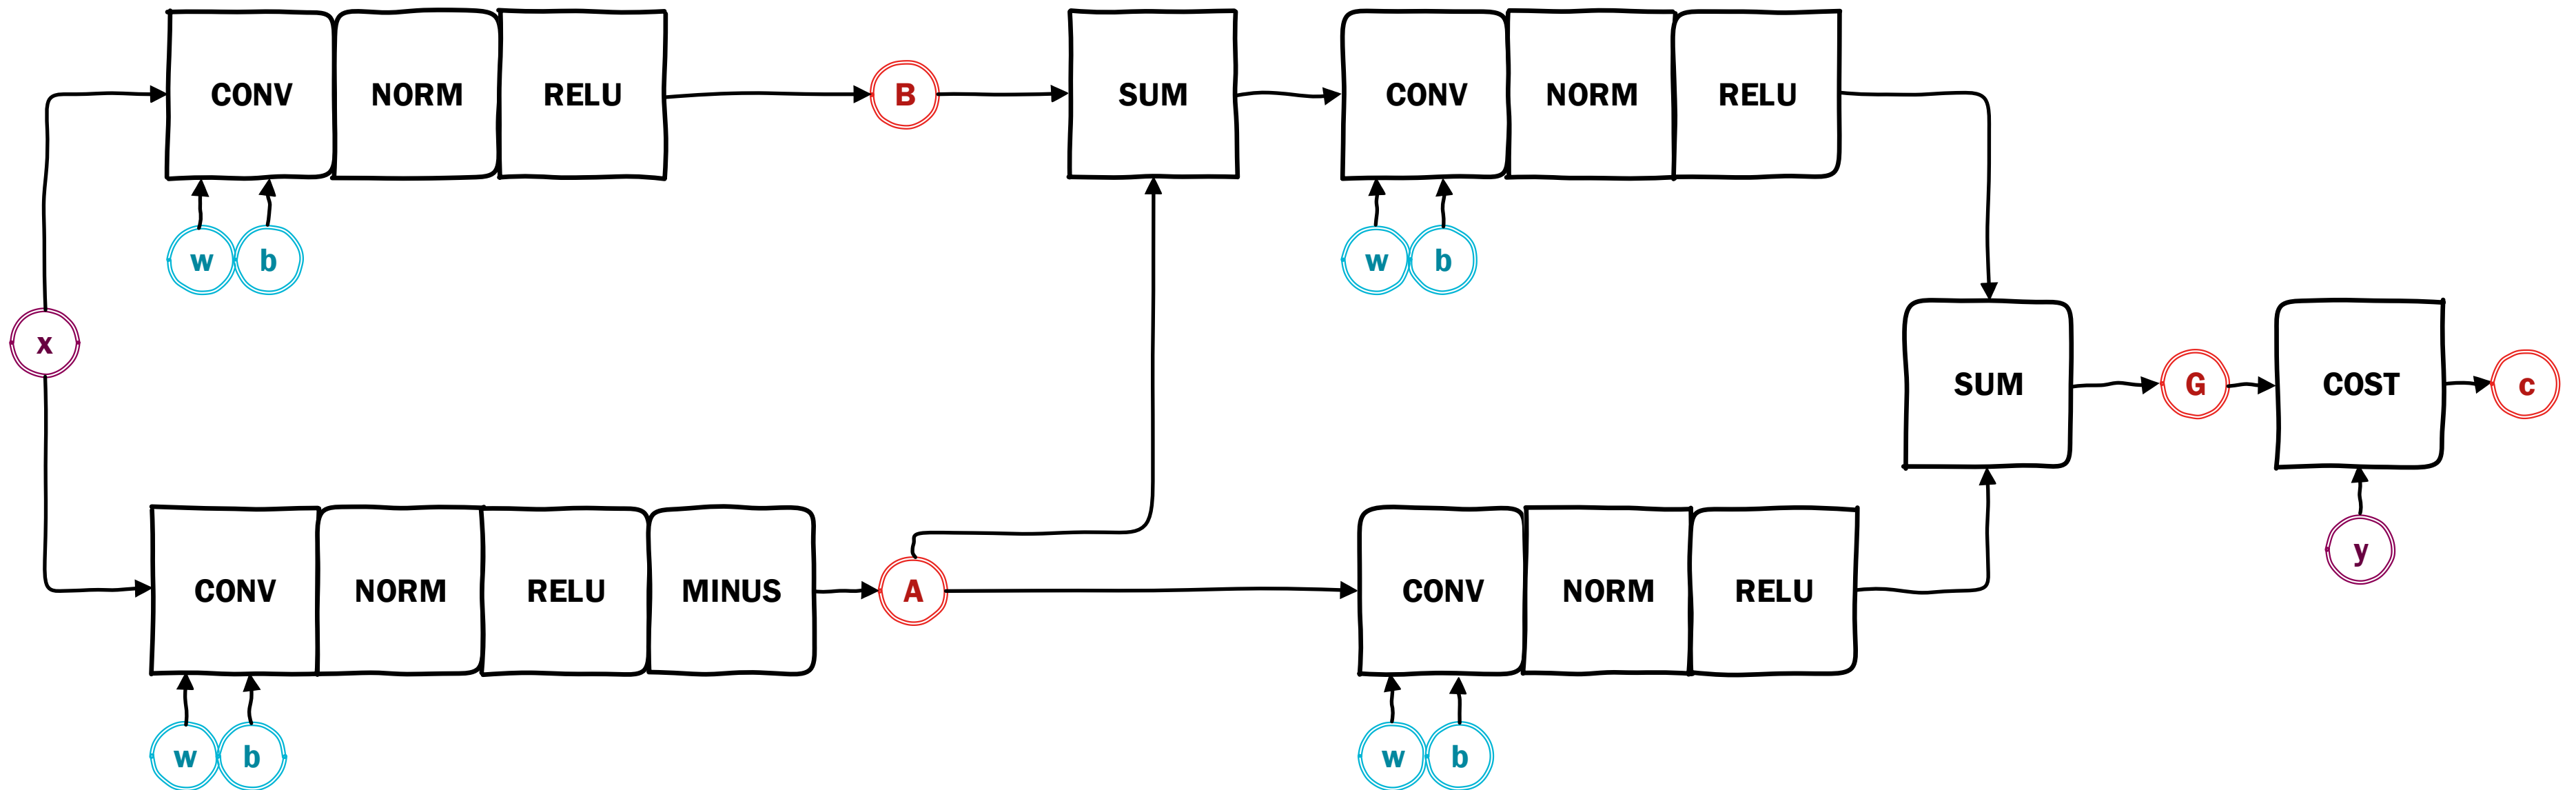 CONV NORM RELU B SUM CONV NORM RELU
w b w b
x
SUM G COST c
y
CONV NORM RELU MINUS A CONV NORM RELU
w b w b